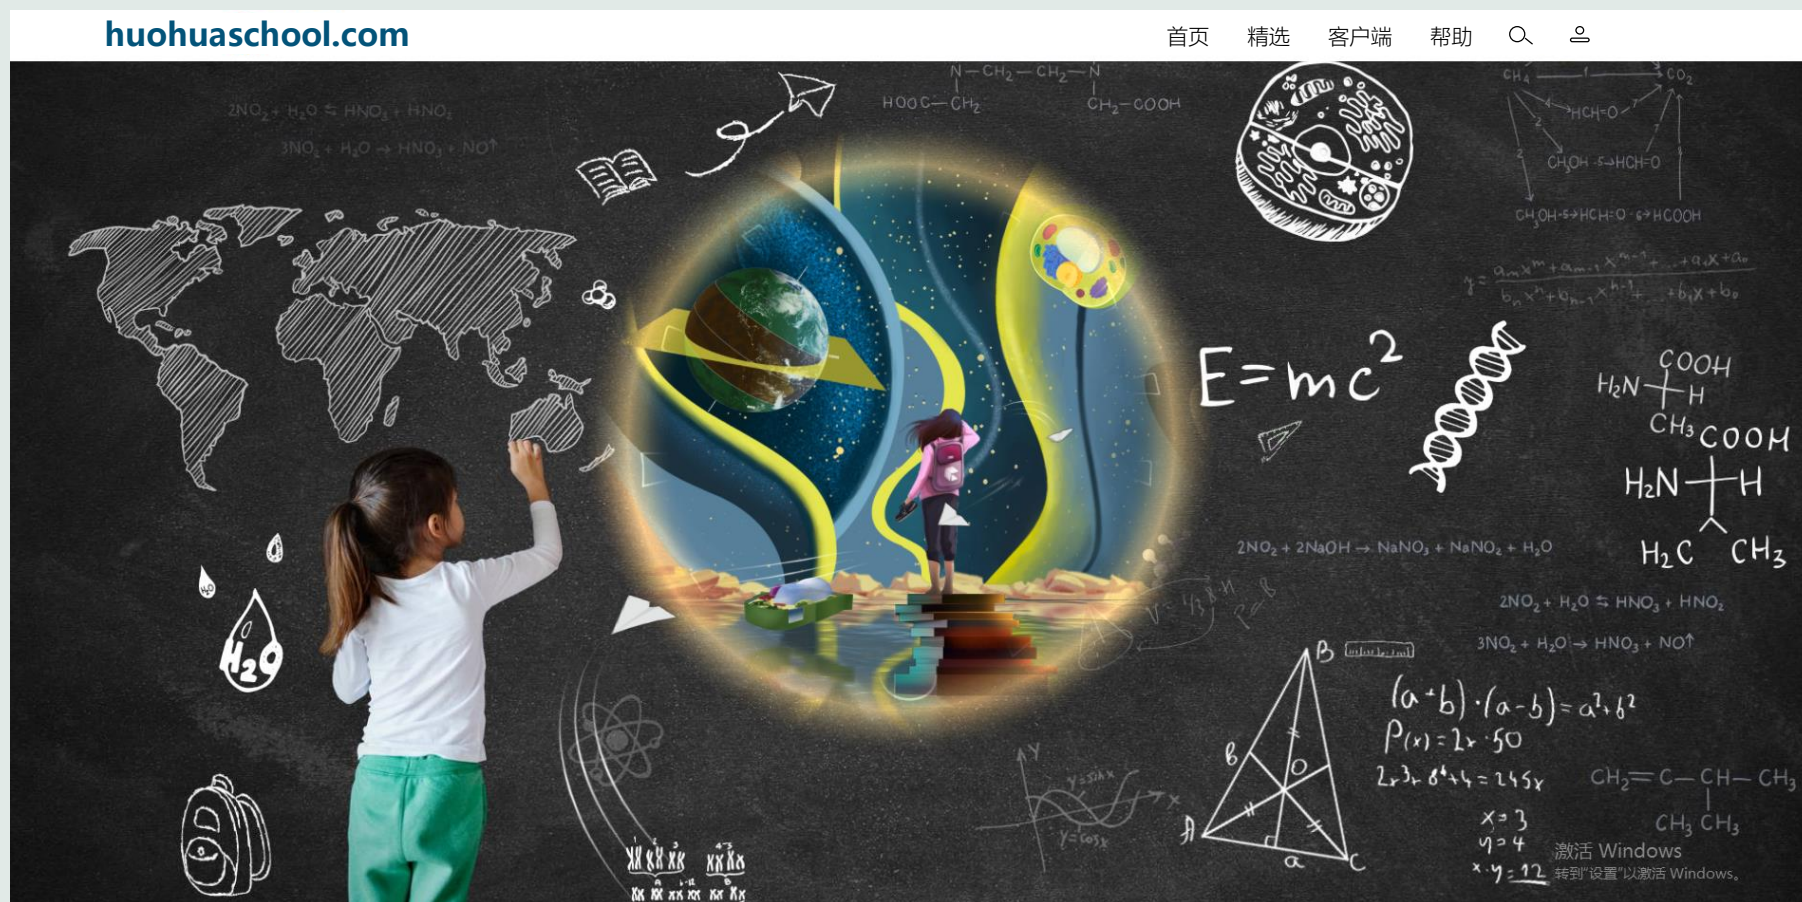 huohuaschool.com
首页 精选 客户端 帮助
N—CH₂—CH₂—N
HOOC—CH₂ CH₂—COOH
2NO₂ + H₂O ⇆ HNO₃ + HNO₂
3NO₂ + H₂O → HNO₃ + NO↑
CH₄ CO₂
HCH=O
CH₃OH -5→HCH=O
CH₃OH-5→HCH=O-6→HCOOH
E=mc²
COOH
H₂N H
CH₃
COOH
H₂N H
H₂C CH₃
2NO₂ + 2NaOH → NaNO₃ + NaNO₂ + H₂O
2NO₂ + H₂O ⇆ HNO₃ + HNO₂
3NO₂ + H₂O → HNO₃ + NO↑
H₂O
H₂O
B
B O
A a C
(a+b)·(a-b)=a²+b²
P(x)=2x·50
x=3
y=4
x·y=12
y=sinx
y=cosx
Y
X
CH₂=C—CH—CH₃
CH₃ CH₃
激活 Windows
转到"设置"以激活 Windows。